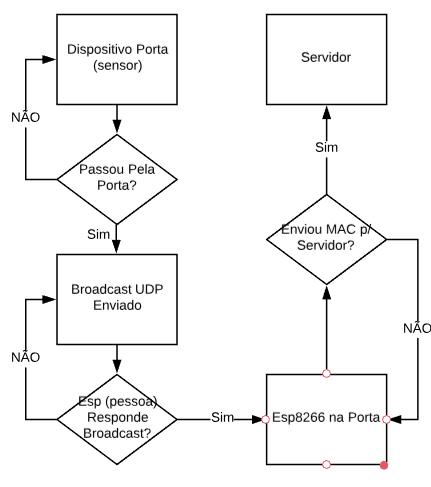 Dispositivo Porta
(sensor)
NÃO
Passou Pela
Porta?
Sim
Broadcast UDP
Enviado
NÃO
Esp (pessoa)
Responde
Broadcast?
Sim
Esp8266 na Porta
Enviou MAC p/
Servidor?
NÃO
Sim
Servidor